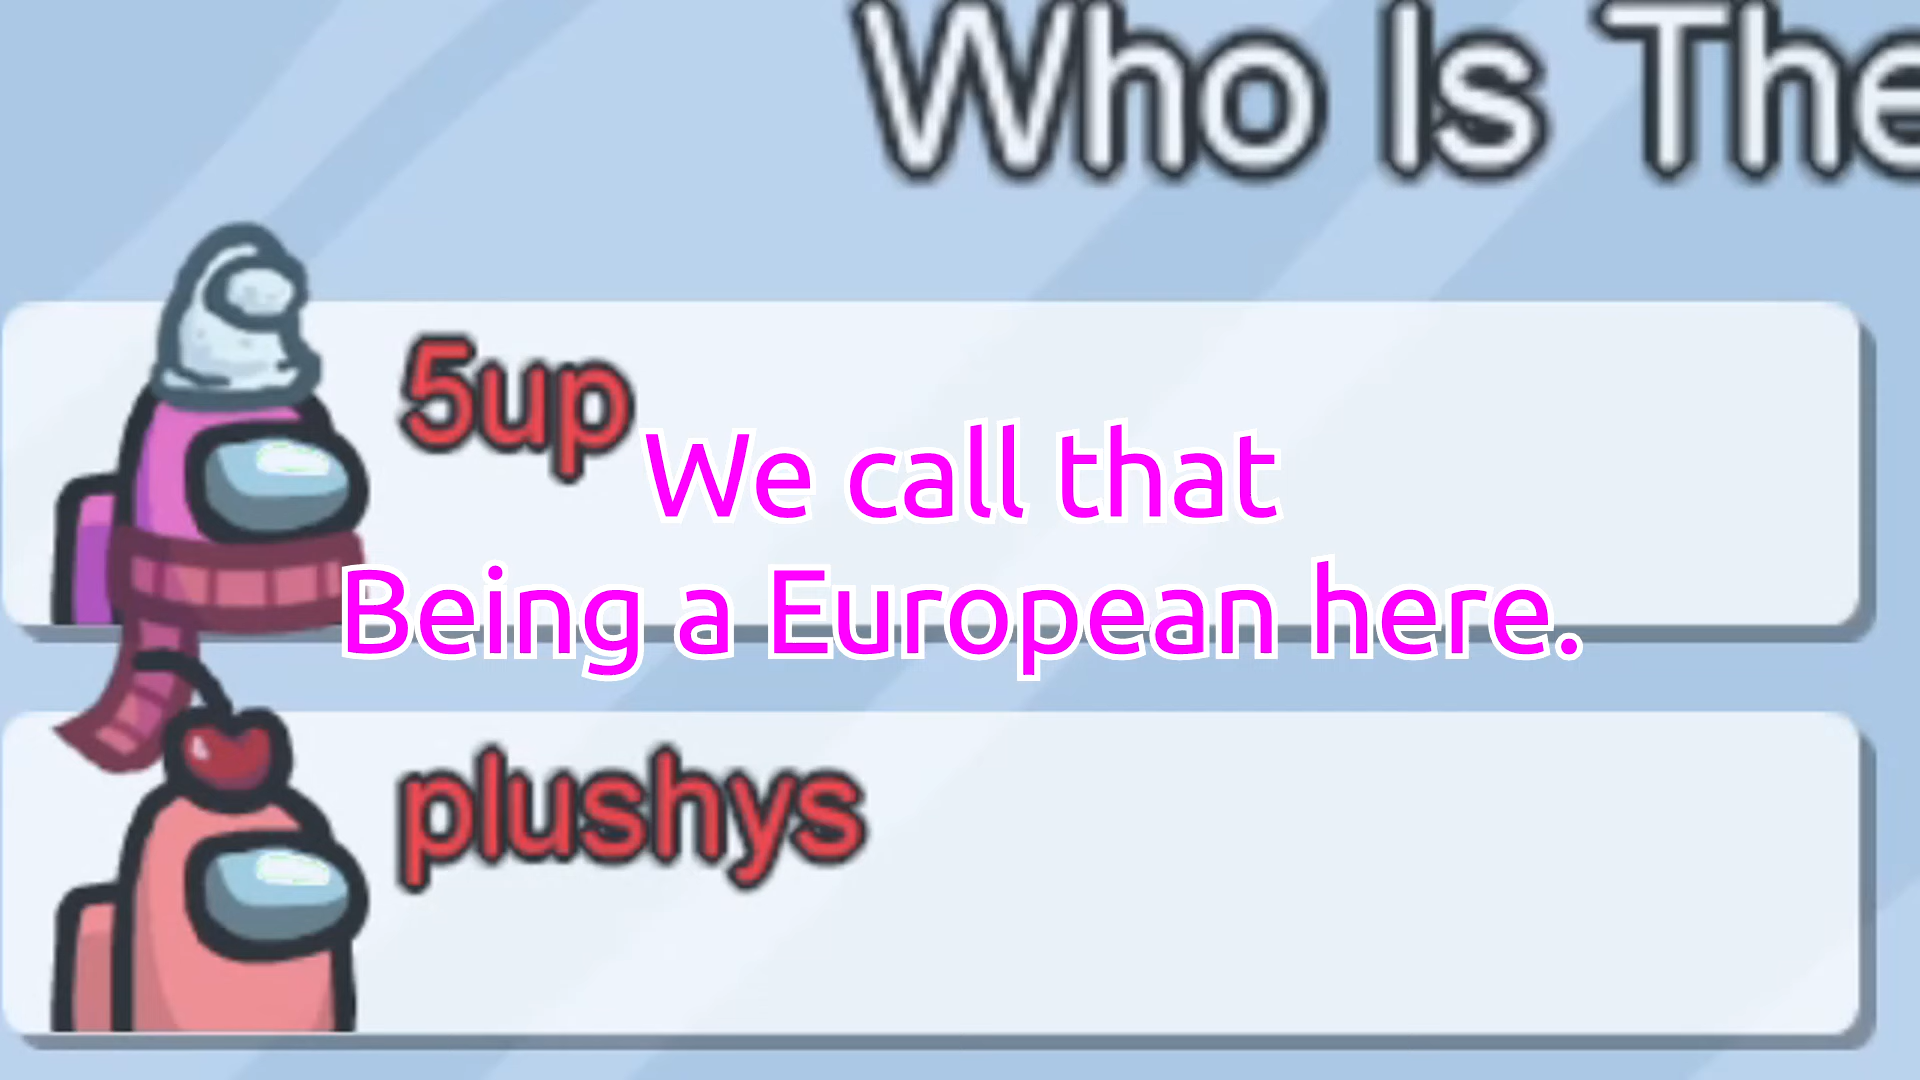 Who Is The
5up
We call that
Being a European here.
plushys